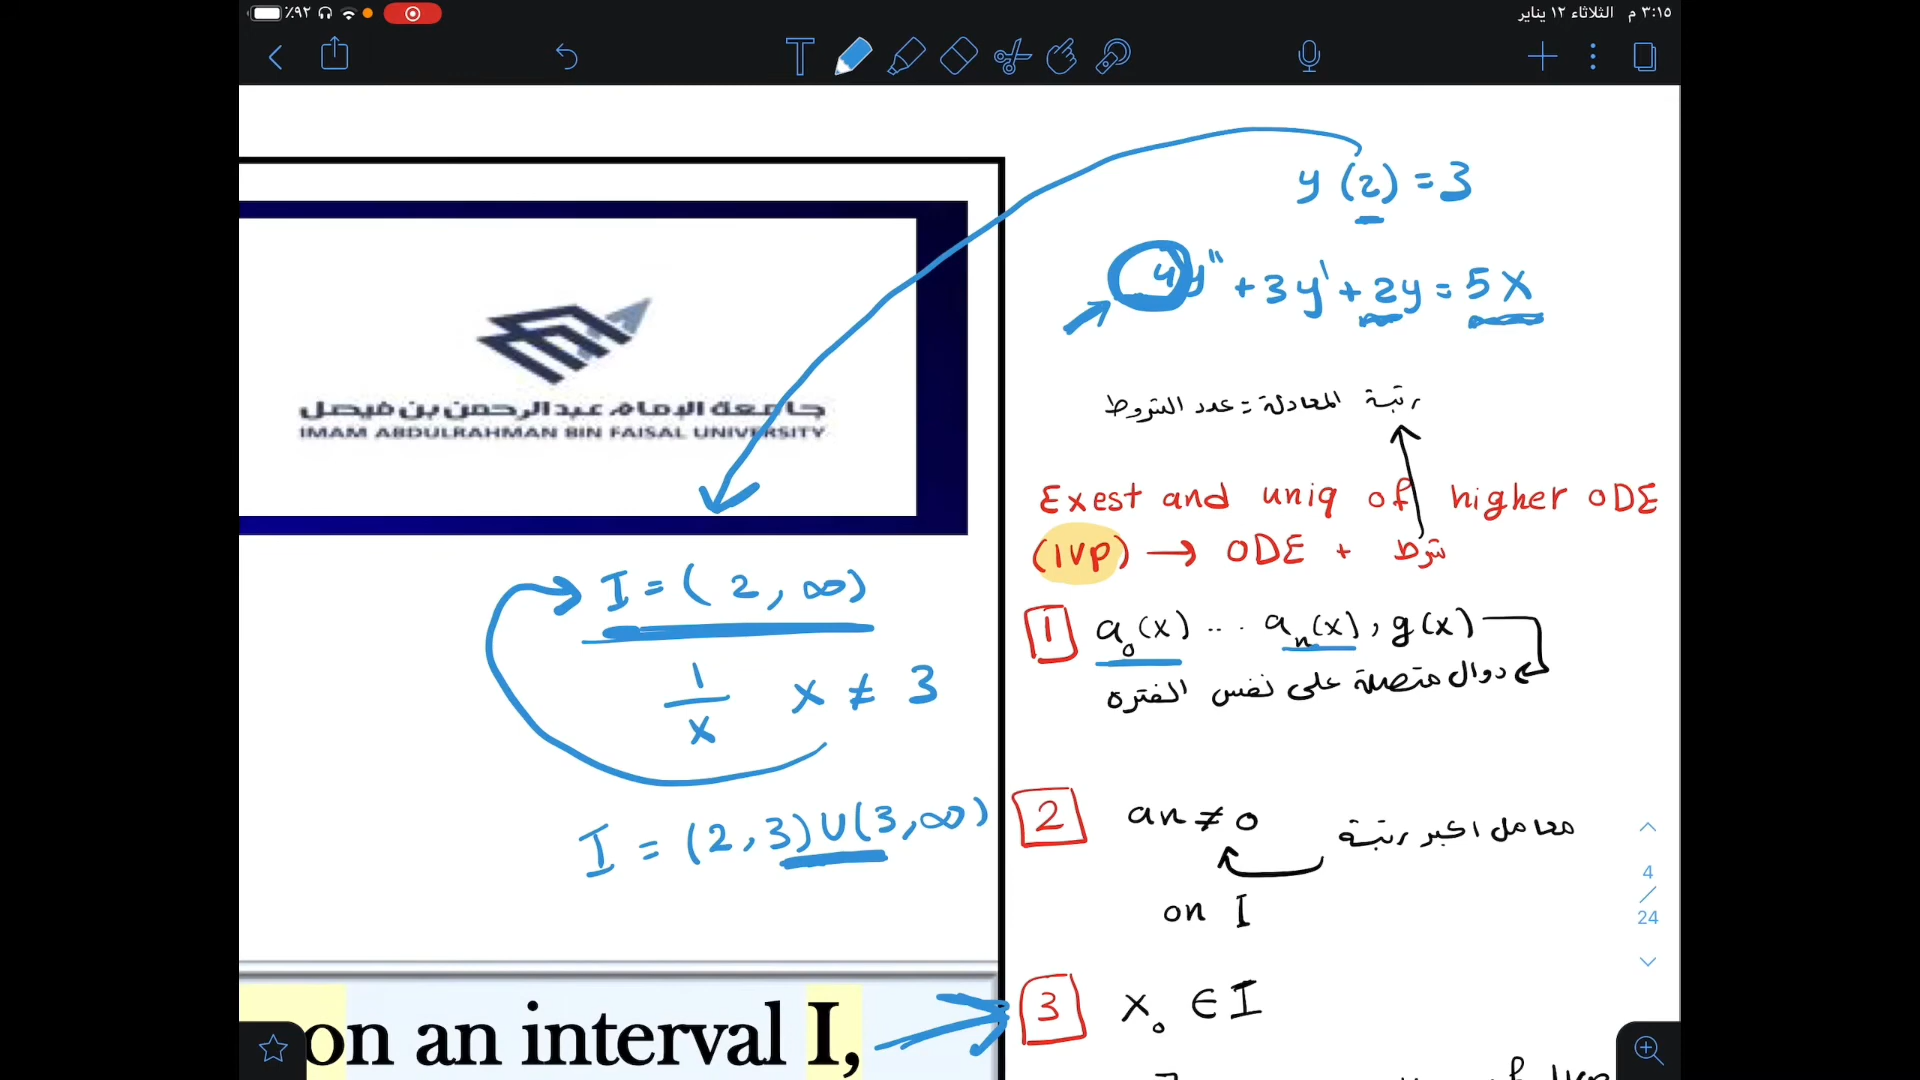 ٣:١٥ م الثلاثاء ١٢ يناير
٪٩٢
جامعة الإمام عبدالرحمن بن فيصل
IMAM ABDULRAHMAN BIN FAISAL UNIVERSITY
y (2) = 3
4y'' + 3y' + 2y = 5x
رتبة المعادلة = عدد الشروط
Exest and uniq of higher ODE
(IVP) → ODE + شرط
1 a₀(x) ... aₙ(x), g(x)
دوال متصلة على نفس الفترة
2 an ≠ 0
معامل اكبر رتبة
on I
3 x₀ ∈ I
I = (2, ∞)
1/x x ≠ 3
I = (2,3)U(3,∞)
on an interval I,
4
/
24